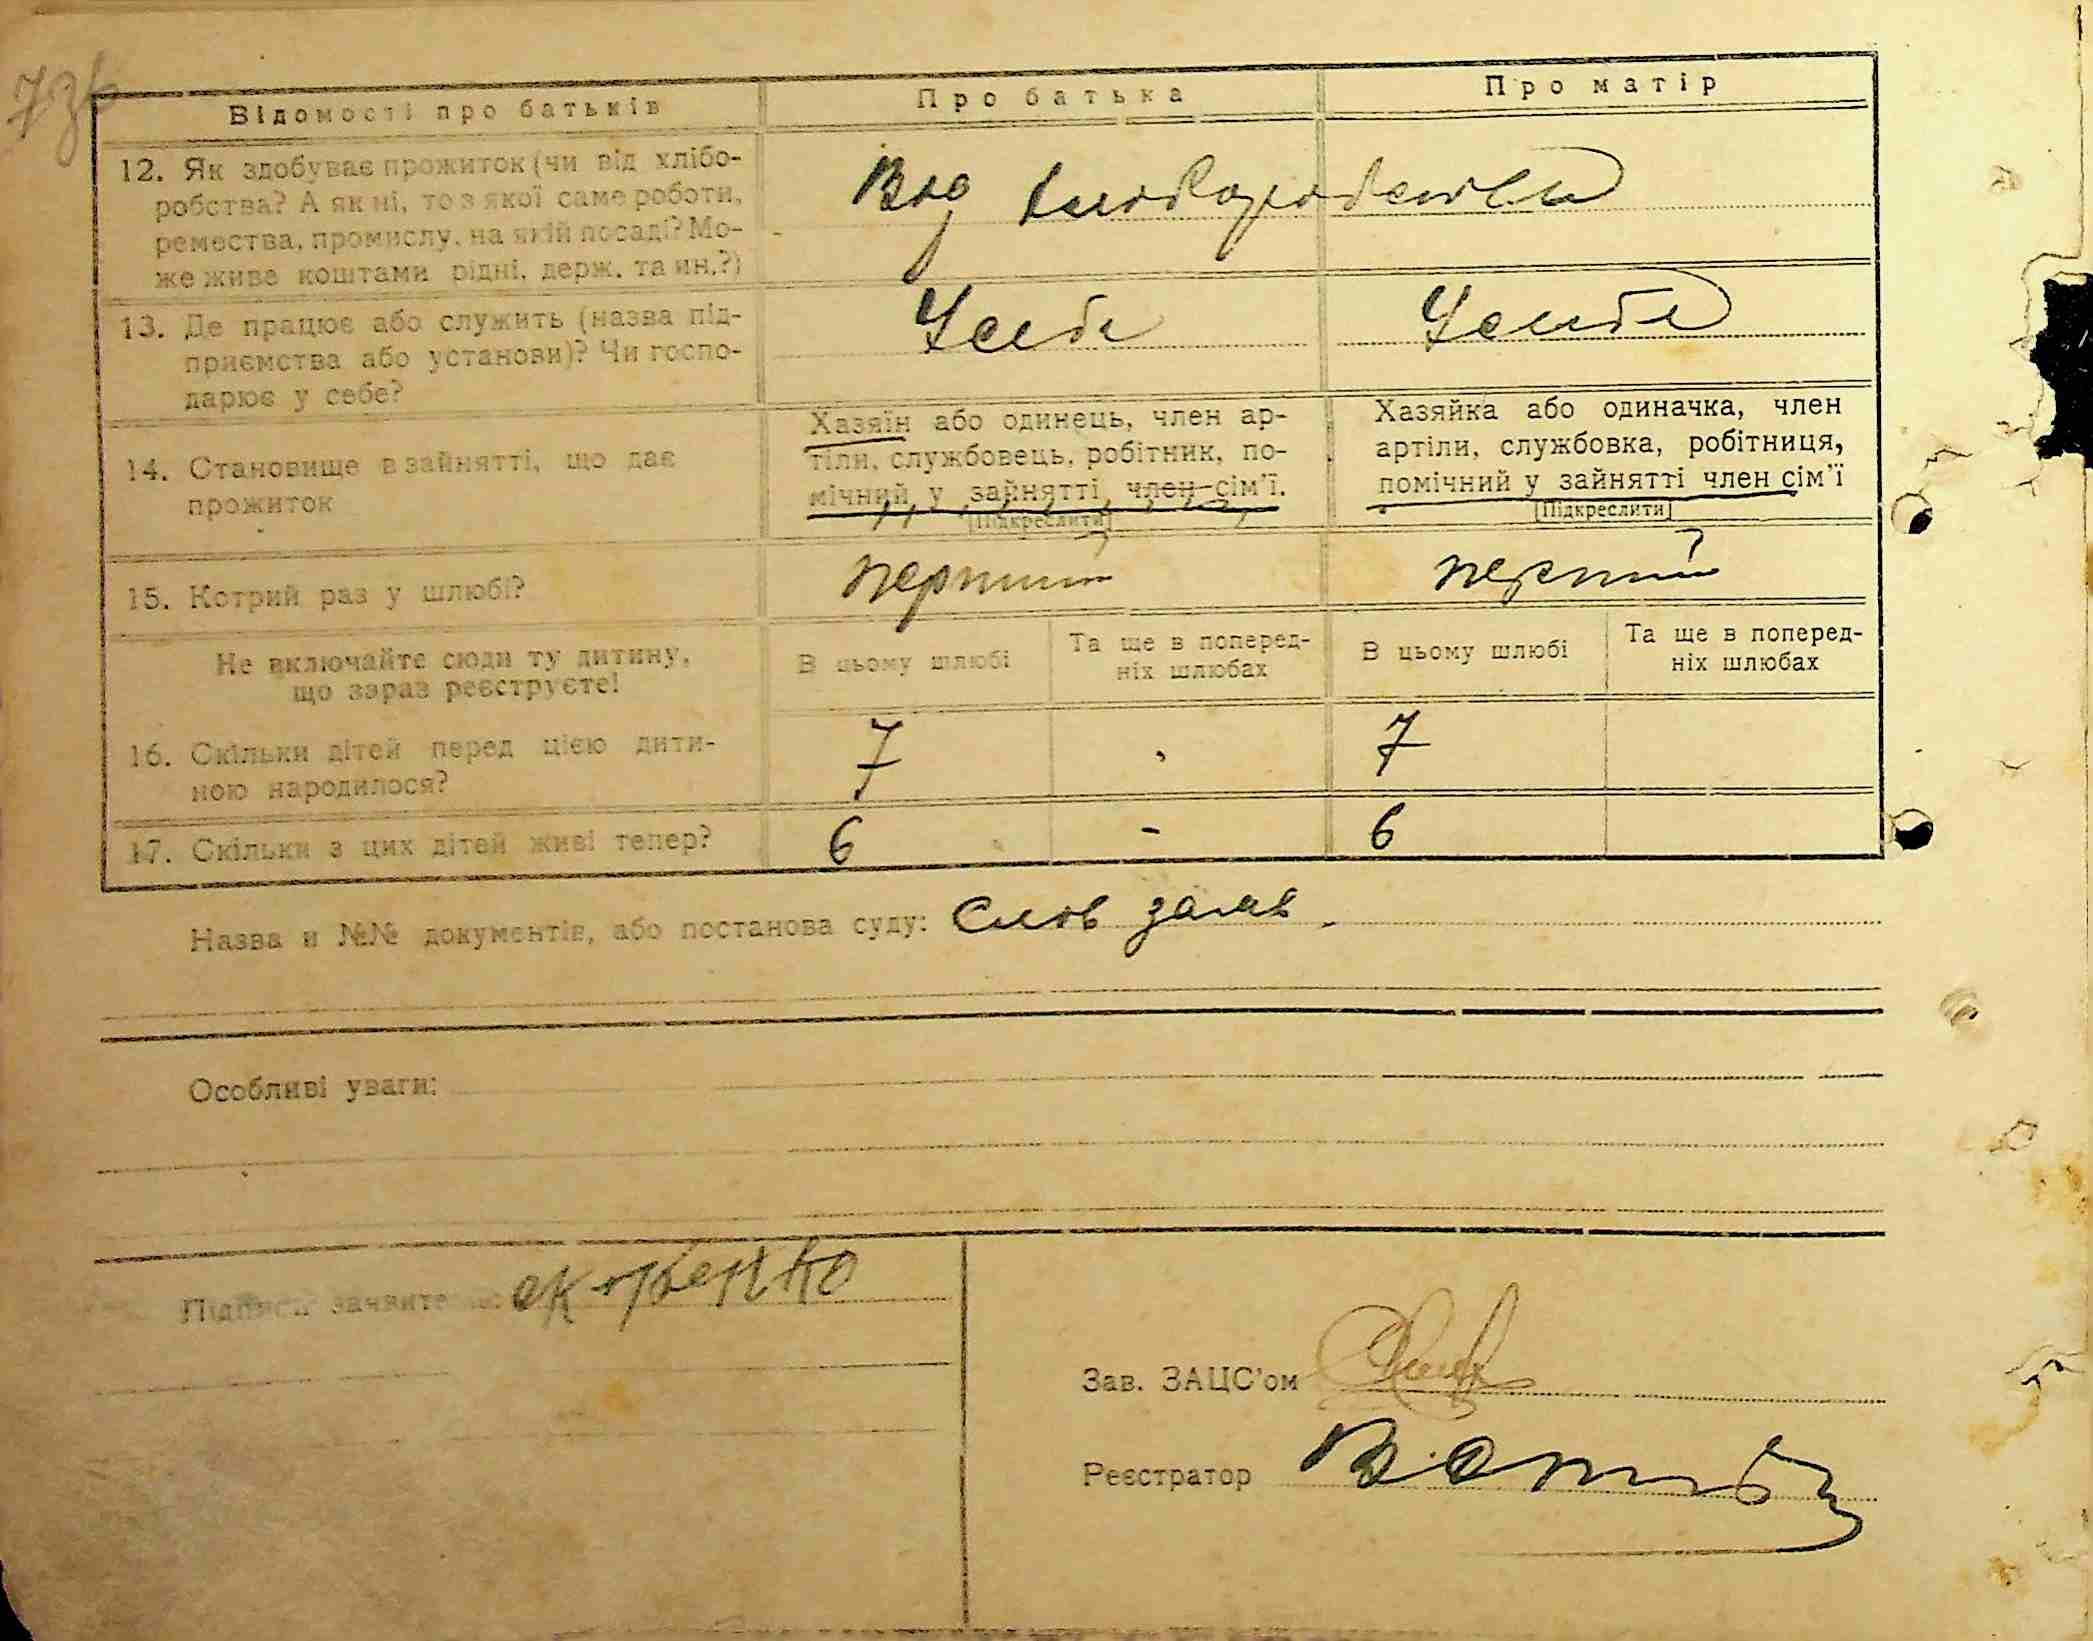 73
Відомості про батьків
Про батька
Про матір
12. Як здобуває прожиток (чи від хлібо-
робства? А як ні, то з якої саме роботи,
ремества, промислу, на якій посаді? Мо-
же живе коштами рідні, держ. та ин.?)
Від хліборобства
13. Де працює або служить (назва під-
приємства або установи)? Чи госпо-
дарює у себе?
У себе
У себе
14. Становище в зайнятті, що дає
прожиток
Хазяїн або одинець, член ар-
тіли, службовець, робітник, по-
мічний у зайнятті член сім'ї.
[Підкреслити]
Хазяйка або одиначка, член
артіли, службовка, робітниця,
помічний у зайнятті член сім'ї
[Підкреслити]
15. Котрий раз у шлюбі?
перший
перший
Не включайте сюди ту дитину,
що зараз реєструєте!
В цьому шлюбі
Та ще в поперед-
ніх шлюбах
В цьому шлюбі
Та ще в поперед-
ніх шлюбах
16. Скільки дітей перед цією дити-
ною народилося?
7
7
17. Скільки з цих дітей живі тепер?
6
-
6
Назва и №№ документів, або постанова суду: Слов заяв.
Особливі уваги:
Підписи заявите
Зав. ЗАЦС'ом
Реєстратор